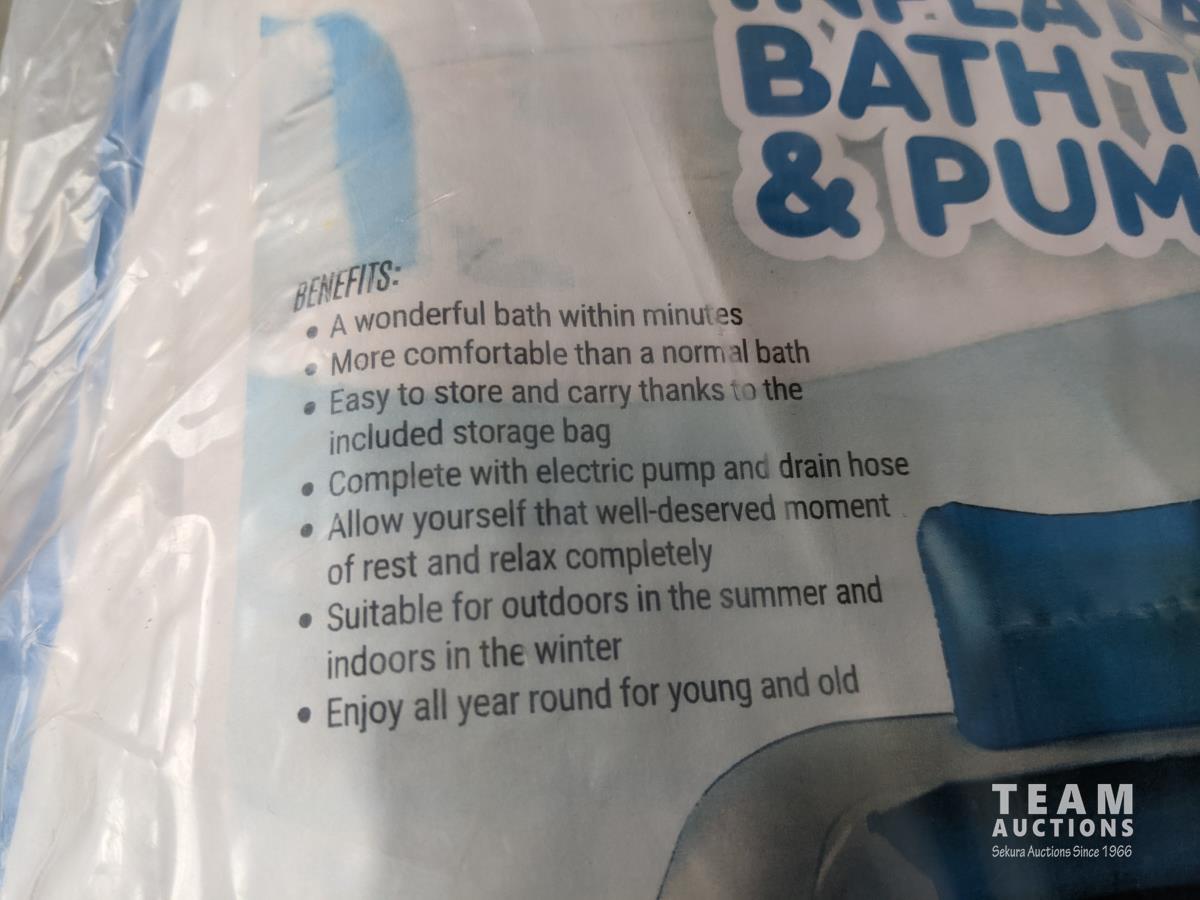 BATH
& PUM
BENEFITS:
• A wonderful bath within minutes
• More comfortable than a normal bath
• Easy to store and carry thanks to the
included storage bag
• Complete with electric pump and drain hose
• Allow yourself that well-deserved moment
of rest and relax completely
• Suitable for outdoors in the summer and
indoors in the winter
• Enjoy all year round for young and old
TEAM
AUCTIONS
Sekura Auctions Since 1966